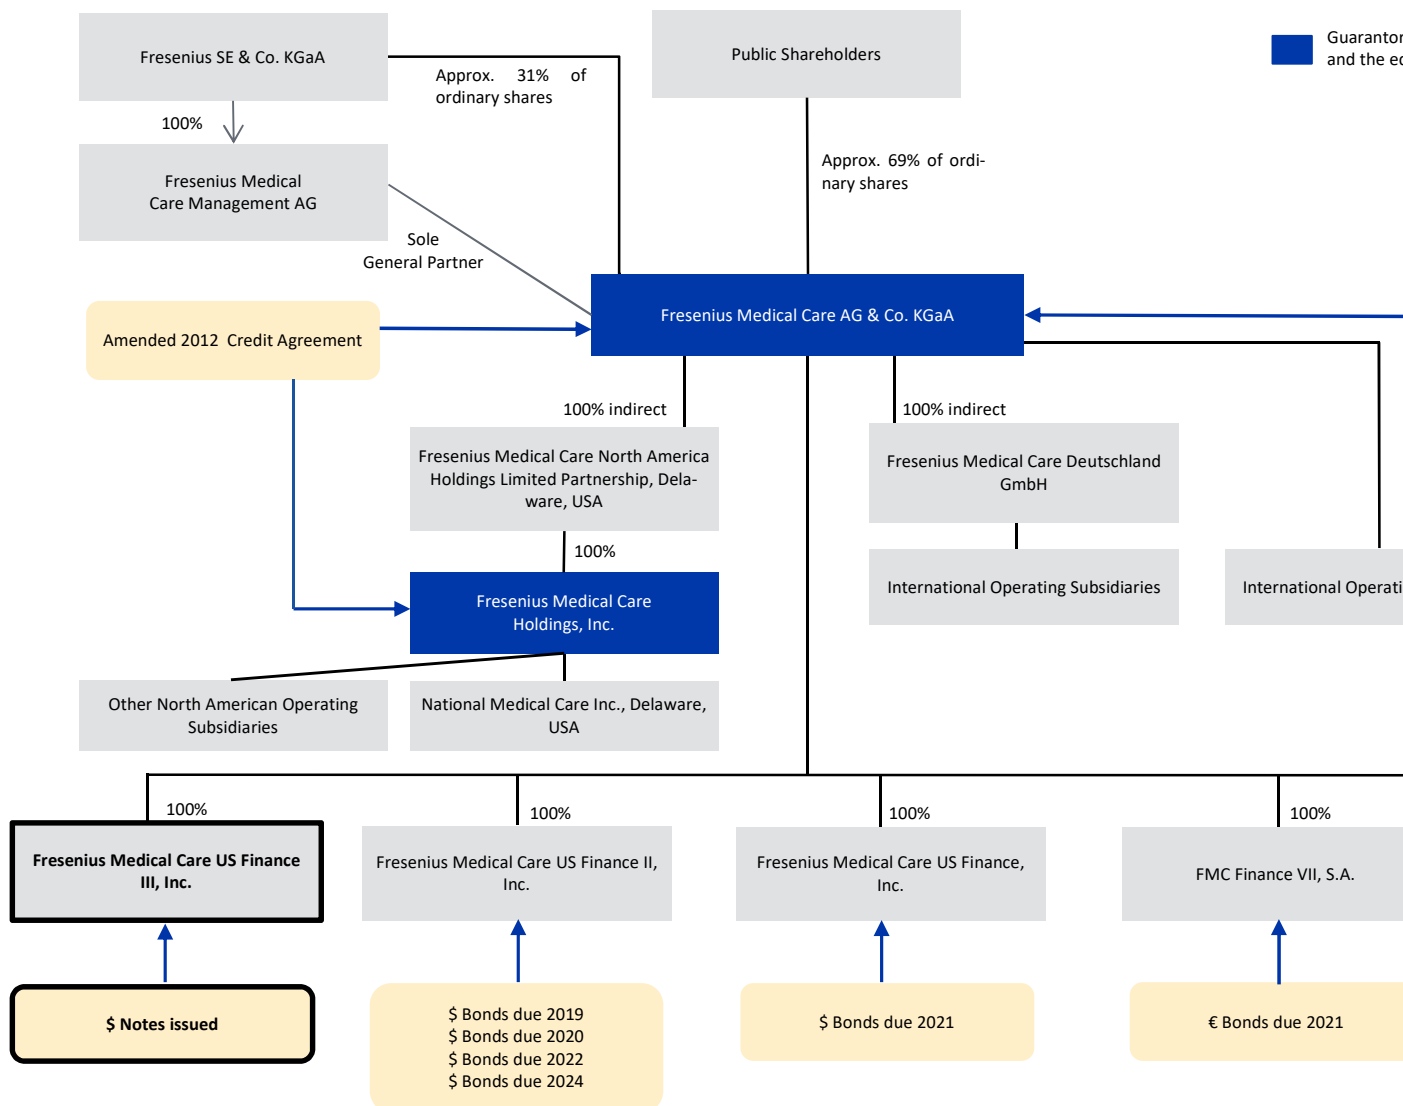 Fresenius SE & Co. KGaA
Approx. 31% of
ordinary shares
Public Shareholders
Guarantor
and the
100%
Fresenius Medical
Care Management AG
Approx. 69% of ordi-
nary shares
Sole
General Partner
Amended 2012 Credit Agreement
Fresenius Medical Care AG & Co. KGaA
100% indirect
100% indirect
Fresenius Medical Care North America
Holdings Limited Partnership, Dela-
ware, USA
Fresenius Medical Care Deutschland
GmbH
100%
Fresenius Medical Care
Holdings, Inc.
International Operating Subsidiaries
International
Other North American Operating
Subsidiaries
National Medical Care Inc., Delaware,
USA
100%
100%
100%
100%
Fresenius Medical Care US Finance
III, Inc.
Fresenius Medical Care US Finance II,
Inc.
Fresenius Medical Care US Finance,
Inc.
FMC Finance VII, S.A.
$ Notes issued
$ Bonds due 2019
$ Bonds due 2020
$ Bonds due 2022
$ Bonds due 2024
$ Bonds due 2021
€ Bonds due 2021